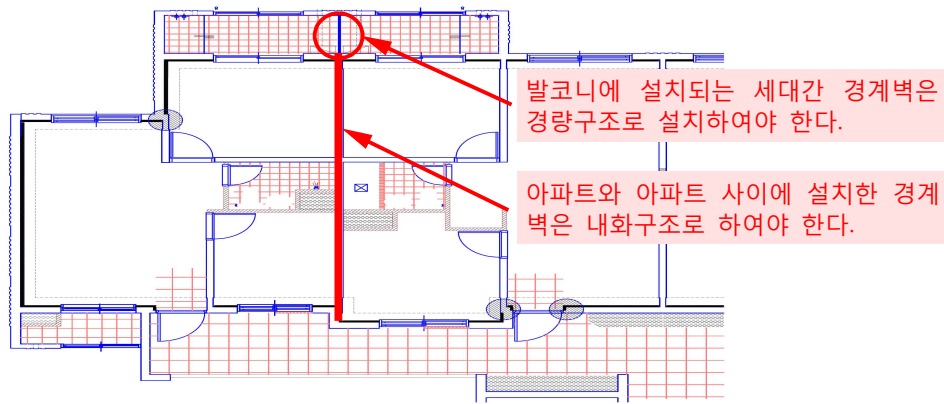 발코니에 설치되는 세대간 경계벽은
경량구조로 설치하여야 한다.
아파트와 아파트 사이에 설치한 경계
벽은 내화구조로 하여야 한다.